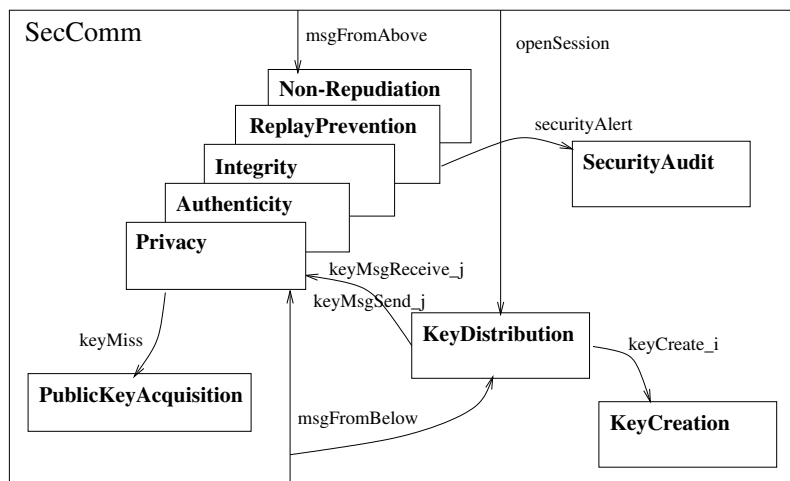 SecComm
msgFromAbove
openSession
Non-Repudiation
ReplayPrevention
securityAlert
Integrity
SecurityAudit
Authenticity
Privacy
keyMsgReceive_j
keyMsgSend_j
KeyDistribution
keyMiss
keyCreate_i
PublicKeyAcquisition
msgFromBelow
KeyCreation